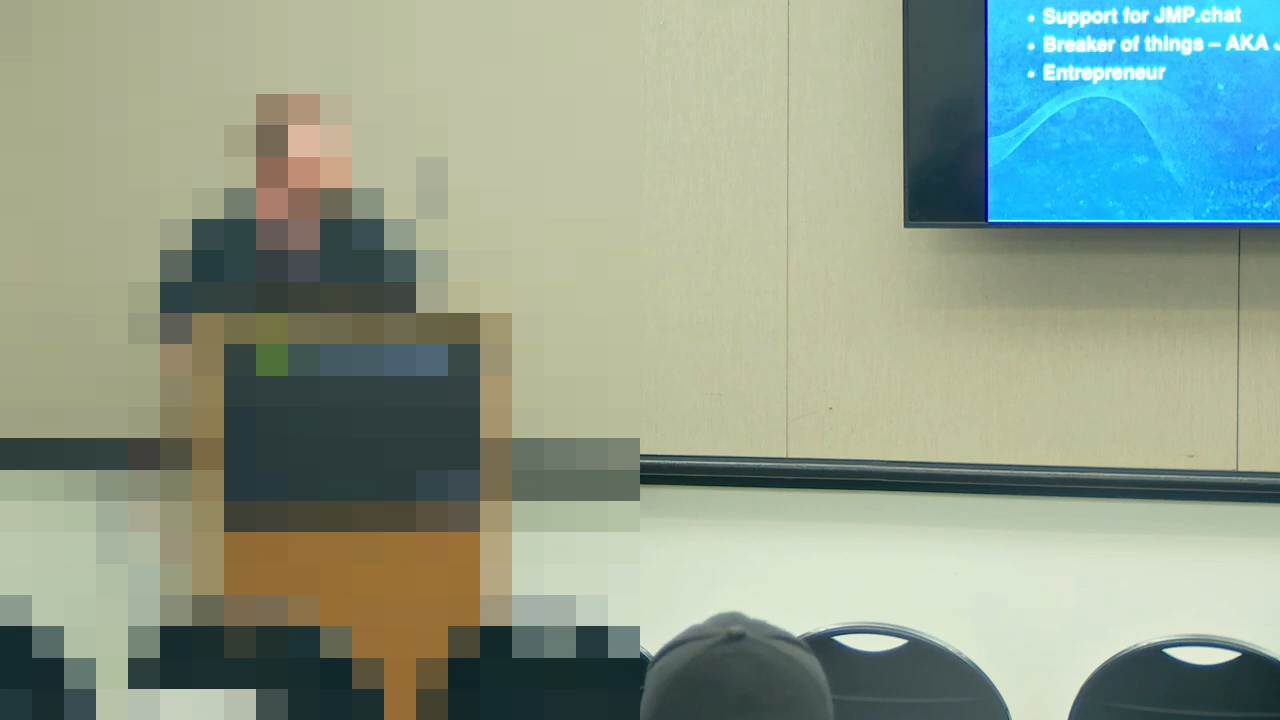 • Support for JMP.chat
• Breaker of things – AKA
• Entrepreneur